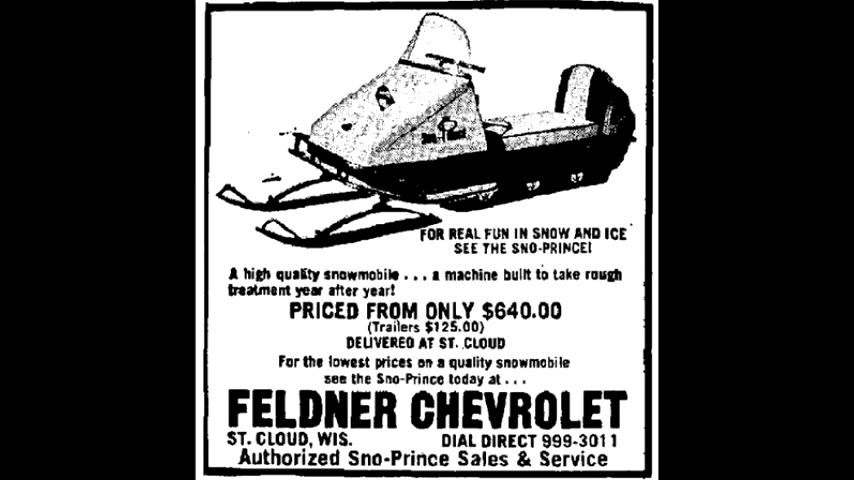 FOR REAL FUN IN SNOW AND ICE
SEE THE SNO-PRINCE!
A high quality snowmobile . . . a machine built to take rough
treatment year after year!
PRICED FROM ONLY $640.00
(Trailers $125.00)
DELIVERED AT ST. CLOUD
For the lowest prices on a quality snowmobile
see the Sno-Prince today at . . .
FELDNER CHEVROLET
ST. CLOUD, WIS. DIAL DIRECT 999-3011
Authorized Sno-Prince Sales & Service